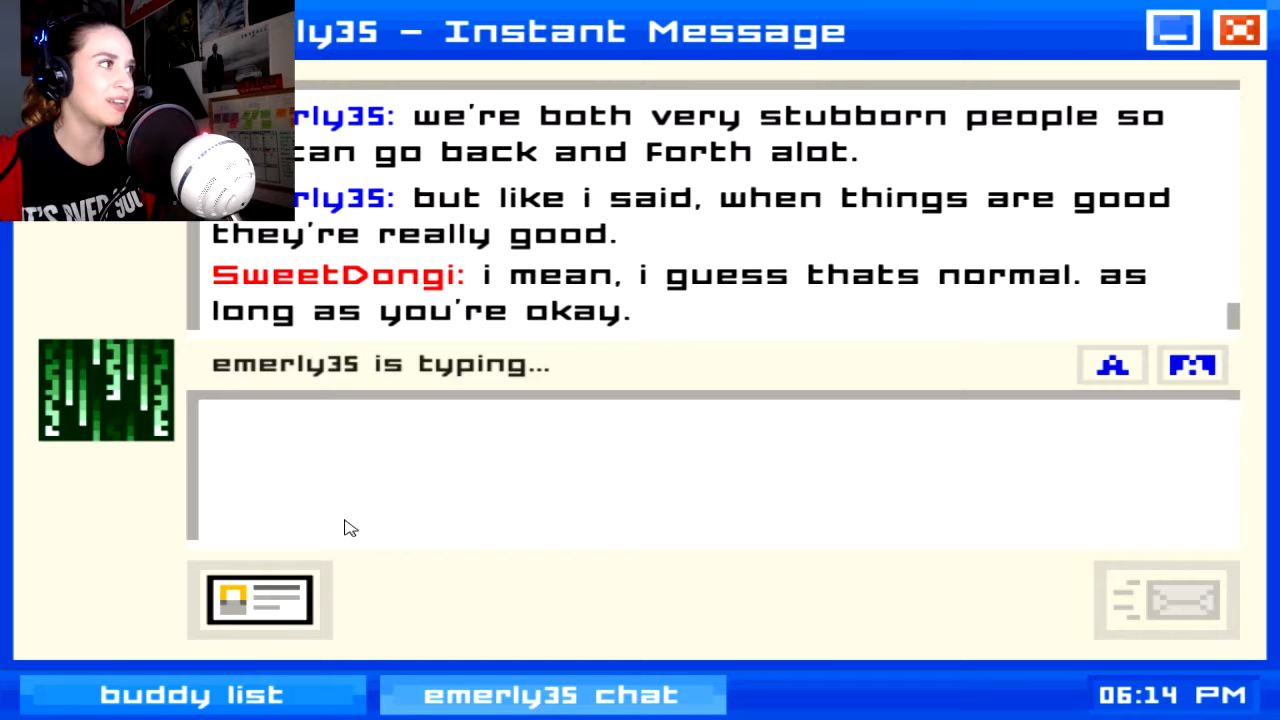 ly35 - Instant Message
rly35: we're both very stubborn people so
can go back and Forth alot.
rly35: but like i said, when things are good
they're really good.
SweetDongi: i mean, i guess thats normal. as
long as you're okay.
emerly35 is typing...
buddy list
emerly35 chat
06:14 PM